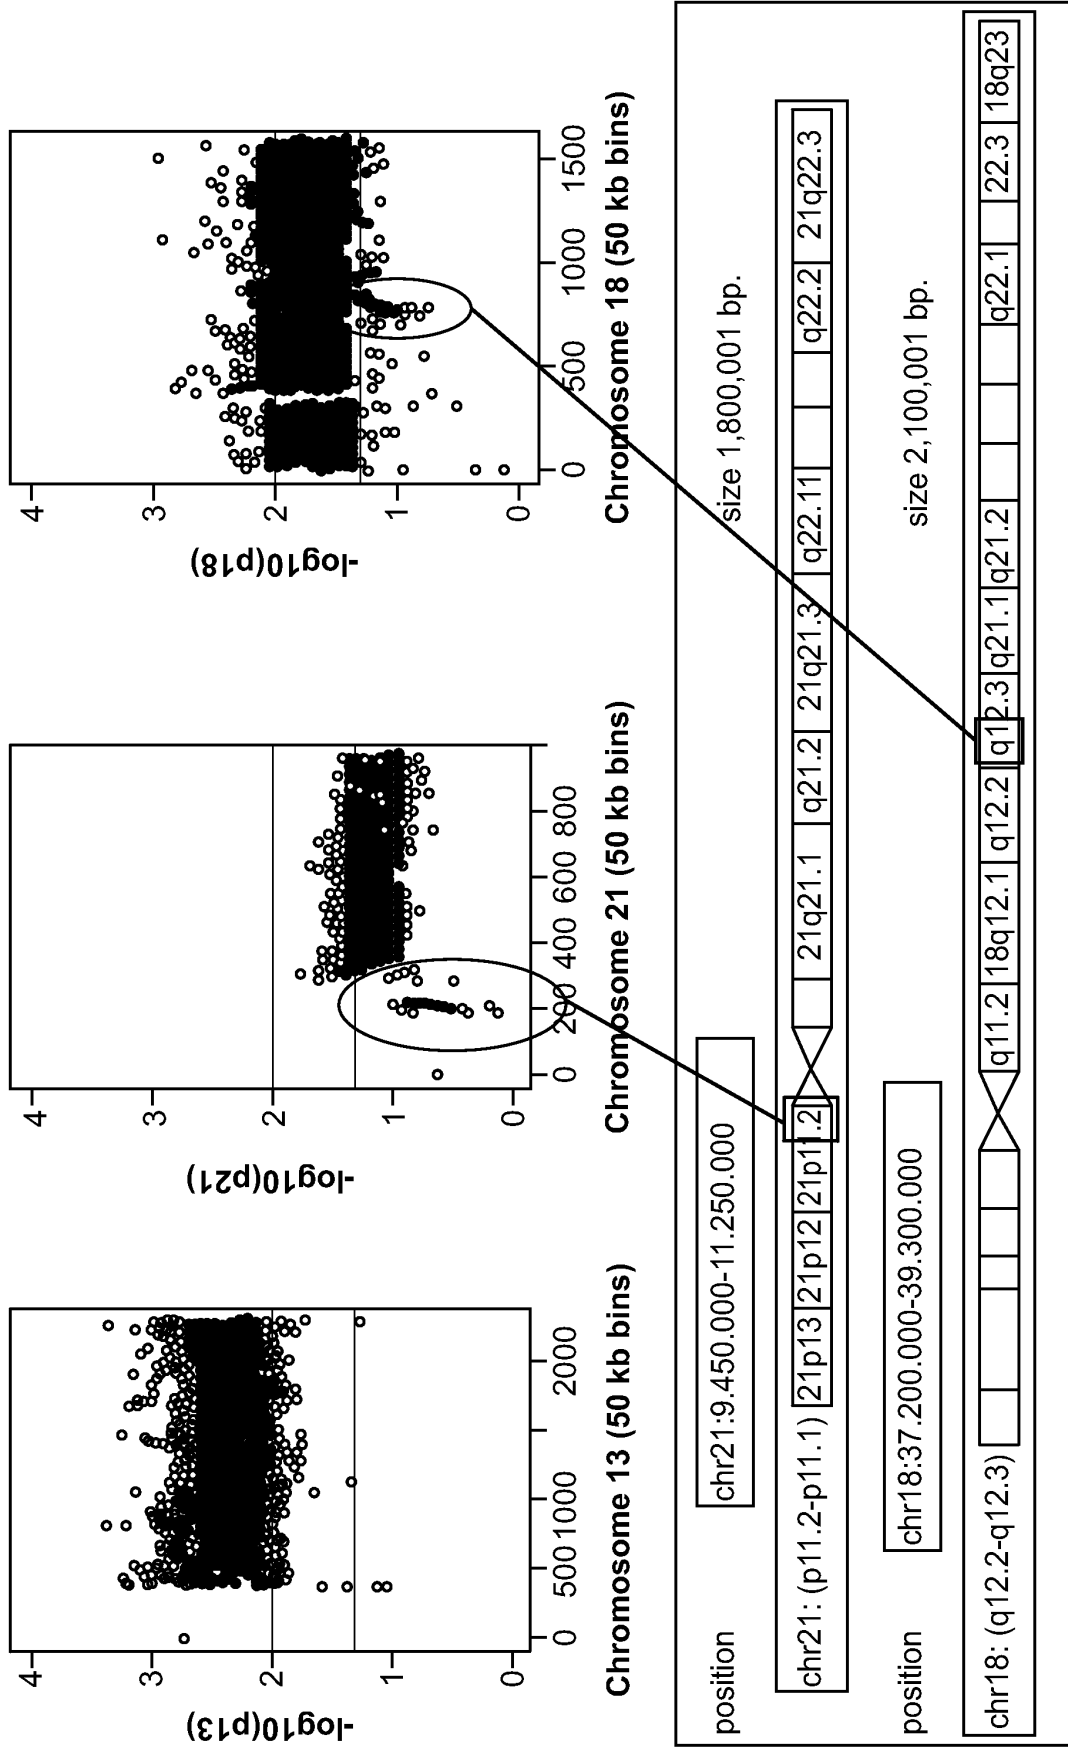 4
3
2
1
0
-log10(p13)
0
500
1000
2000
Chromosome 13 (50 kb bins)
4
3
2
1
0
-log10(p21)
0
200
400
600
800
Chromosome 21 (50 kb bins)
4
3
2
1
0
-log10(p18)
0
500
1000
1500
Chromosome 18 (50 kb bins)
position
chr21:9.450.000-11.250.000
size 1,800,001 bp.
chr21: (p11.2-p11.1)
21p13
21p12
21p11.2
21q21.1
q21.2
21q21.3
q22.11
q22.2
21q22.3
position
chr18:37.200.000-39.300.000
size 2,100,001 bp.
chr18: (q12.2-q12.3)
q11.2
18q12.1
q12.2
q12.3
q21.1
q21.2
q22.1
22.3
18q23